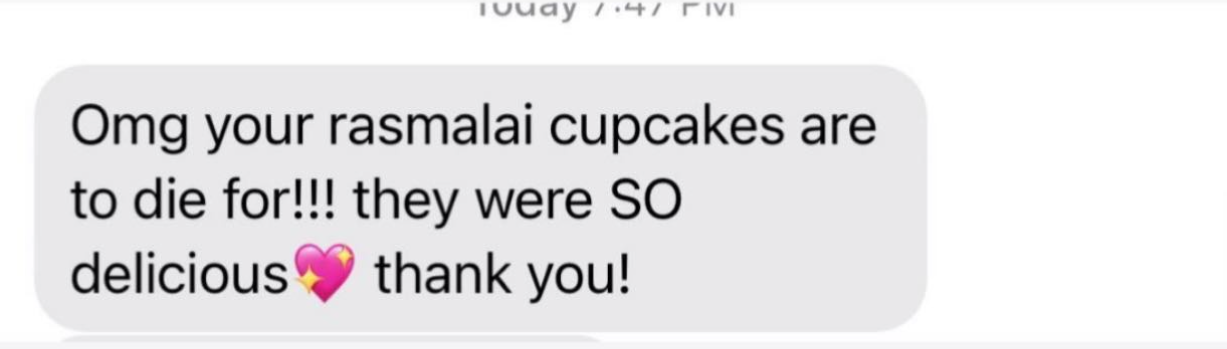 Today 7:47 PM
Omg your rasmalai cupcakes are
to die for!!! they were SO
delicious💖 thank you!